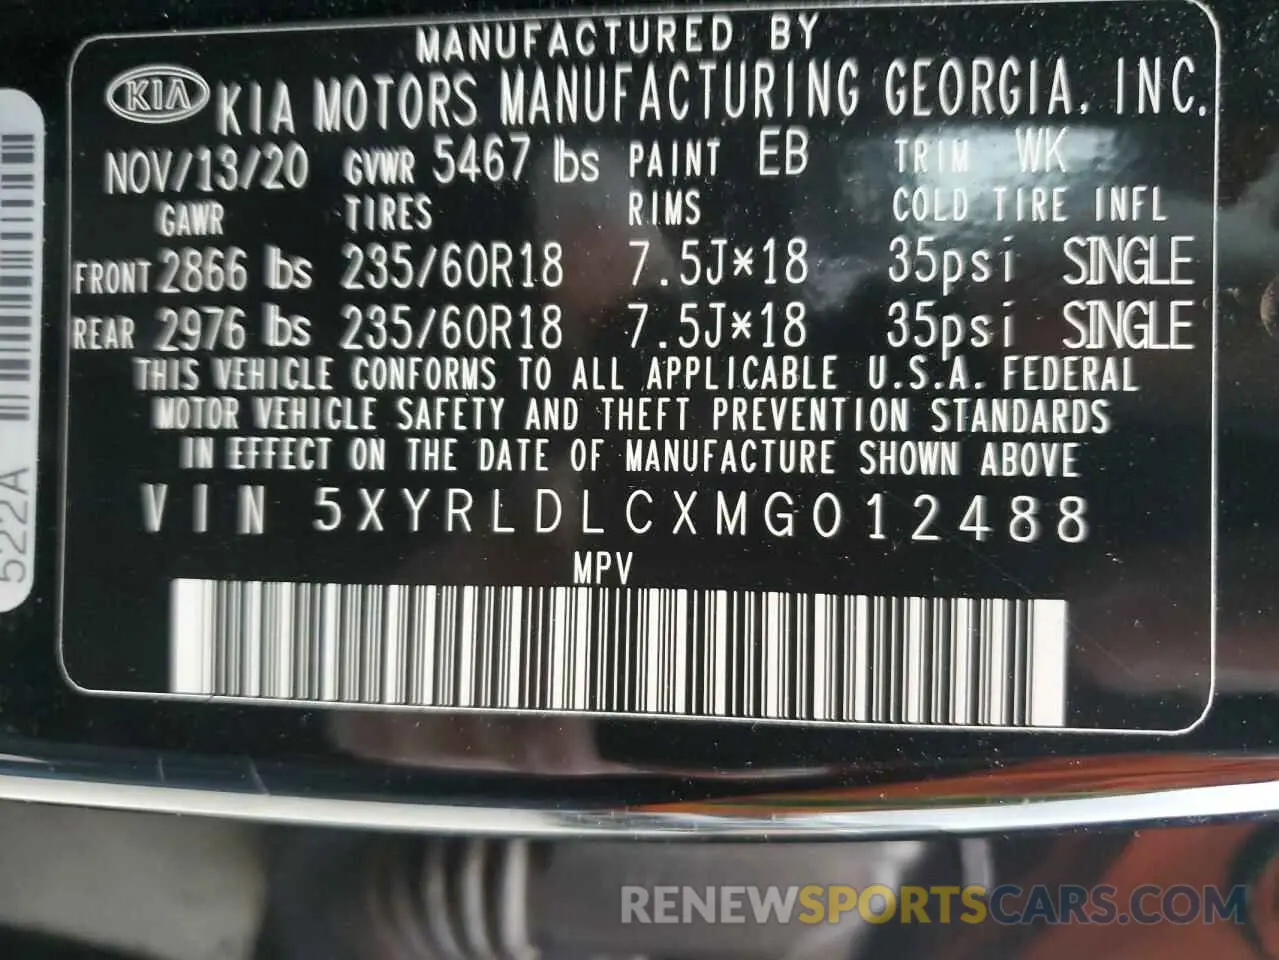 MANUFACTURED BY
KIA KIA MOTORS MANUFACTURING GEORGIA, INC.
NOV/13/20 GVWR 5467 lbs PAINT EB TRIM WK
GAWR TIRES RIMS COLD TIRE INFL
FRONT 2866 lbs 235/60R18 7.5J*18 35psi SINGLE
REAR 2976 lbs 235/60R18 7.5J*18 35psi SINGLE
THIS VEHICLE CONFORMS TO ALL APPLICABLE U.S.A. FEDERAL
MOTOR VEHICLE SAFETY AND THEFT PREVENTION STANDARDS
IN EFFECT ON THE DATE OF MANUFACTURE SHOWN ABOVE
VIN 5XYRLDLCXMG012488
MPV
522A
RENEWSPORTSCARS.COM